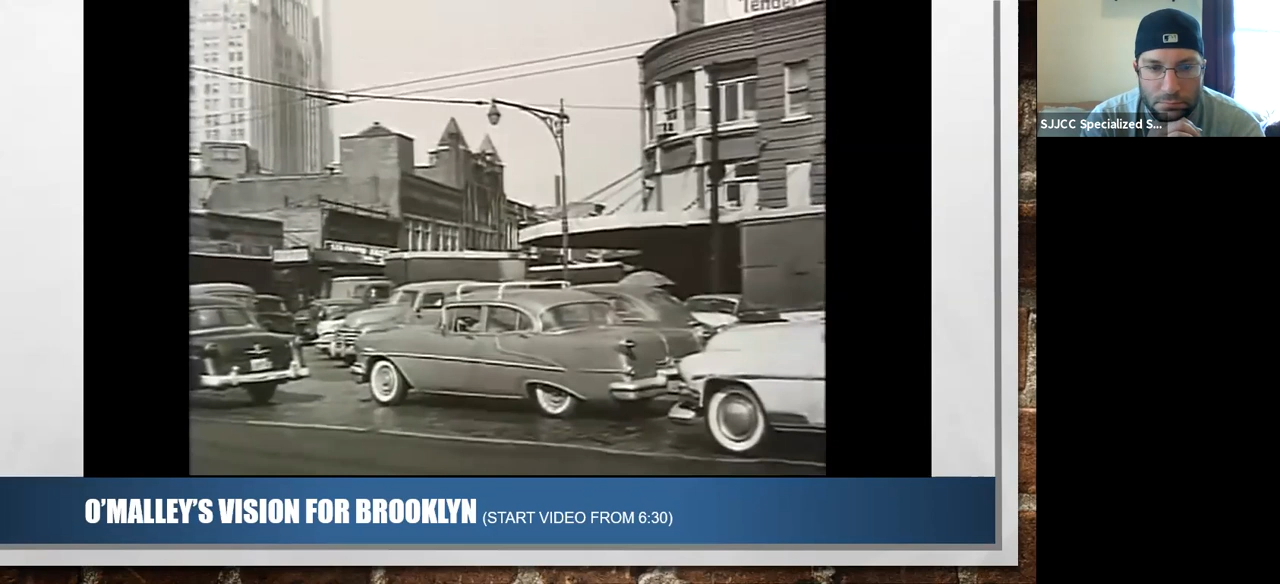 Tender
O'MALLEY'S VISION FOR BROOKLYN (START VIDEO FROM 6:30)
SJJCC Specialized S...